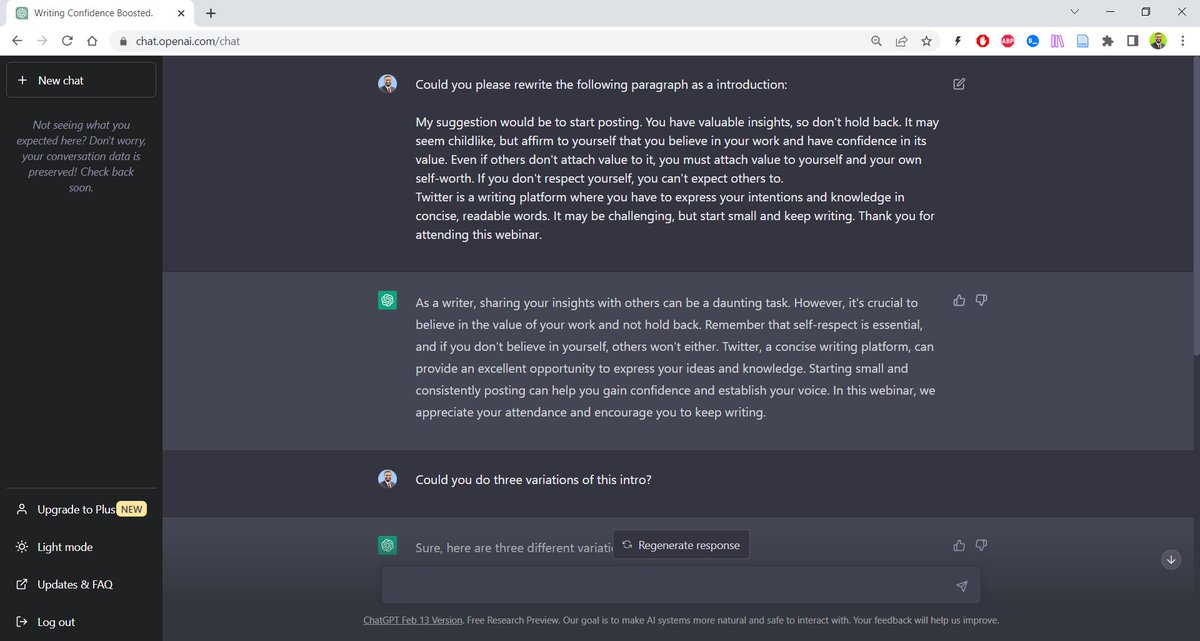 Writing Confidence Boosted.
chat.openai.com/chat
ABP
New chat
Not seeing what you
expected here? Don't worry,
your conversation data is
preserved! Check back
soon.
Could you please rewrite the following paragraph as a introduction:
My suggestion would be to start posting. You have valuable insights, so don't hold back. It may
seem childlike, but affirm to yourself that you believe in your work and have confidence in its
value. Even if others don't attach value to it, you must attach value to yourself and your own
self-worth. If you don't respect yourself, you can't expect others to.
Twitter is a writing platform where you have to express your intentions and knowledge in
concise, readable words. It may be challenging, but start small and keep writing. Thank you for
attending this webinar.
As a writer, sharing your insights with others can be a daunting task. However, it's crucial to
believe in the value of your work and not hold back. Remember that self-respect is essential,
and if you don't believe in yourself, others won't either. Twitter, a concise writing platform, can
provide an excellent opportunity to express your ideas and knowledge. Starting small and
consistently posting can help you gain confidence and establish your voice. In this webinar, we
appreciate your attendance and encourage you to keep writing.
Could you do three variations of this intro?
Sure, here are three different variati
Regenerate response
Upgrade to Plus NEW
Light mode
Updates & FAQ
Log out
ChatGPT Feb 13 Version. Free Research Preview. Our goal is to make AI systems more natural and safe to interact with. Your feedback will help us improve.